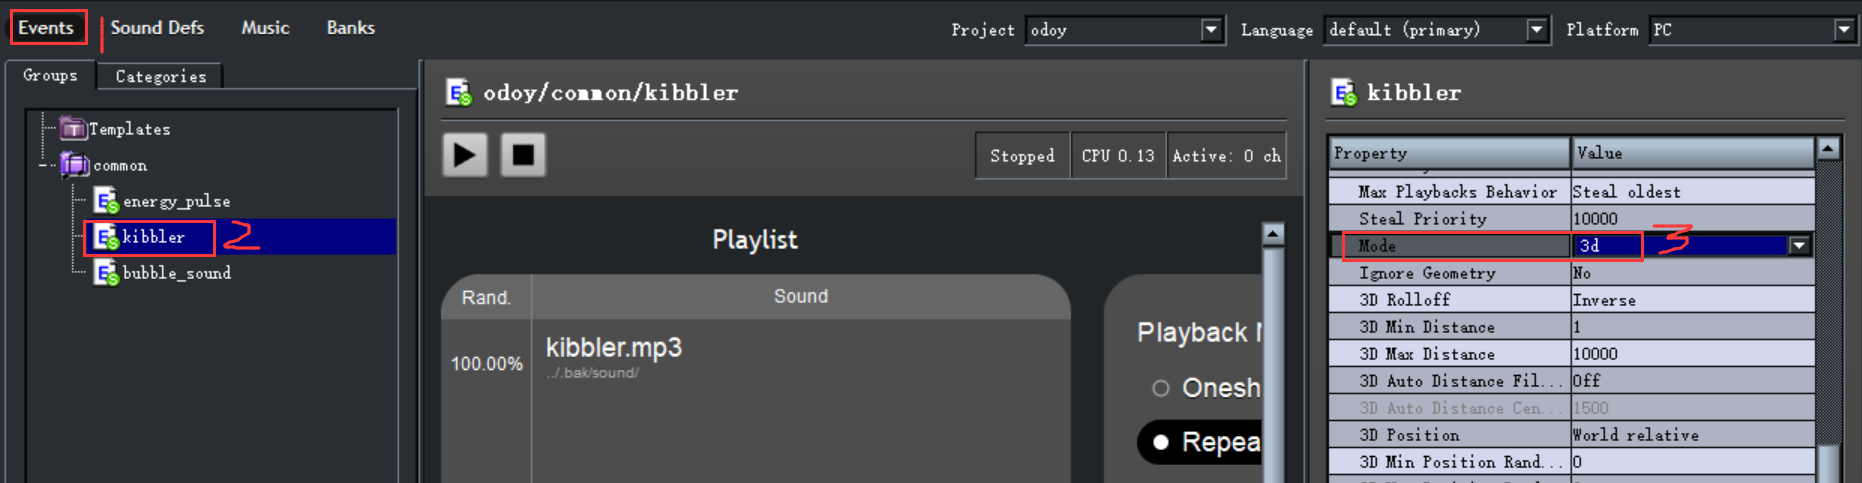 Events Sound Defs Music Banks Project odoy Language default (primary) Platform PC
Groups Categories
Templates
common
energy_pulse
kibbler 2
bubble_sound
odoy/common/kibbler
Stopped CPU 0.13 Active: 0 ch
Playlist
Rand. Sound
100.00% kibbler.mp3
../.bak/sound/
Playback
Onesh
Repea
kibbler
Property Value
Max Playbacks Behavior Steal oldest
Steal Priority 10000
Mode 3d 3
Ignore Geometry No
3D Rolloff Inverse
3D Min Distance 1
3D Max Distance 10000
3D Auto Distance Fil... Off
3D Auto Distance Cen... 1500
3D Position World relative
3D Min Position Rand... 0